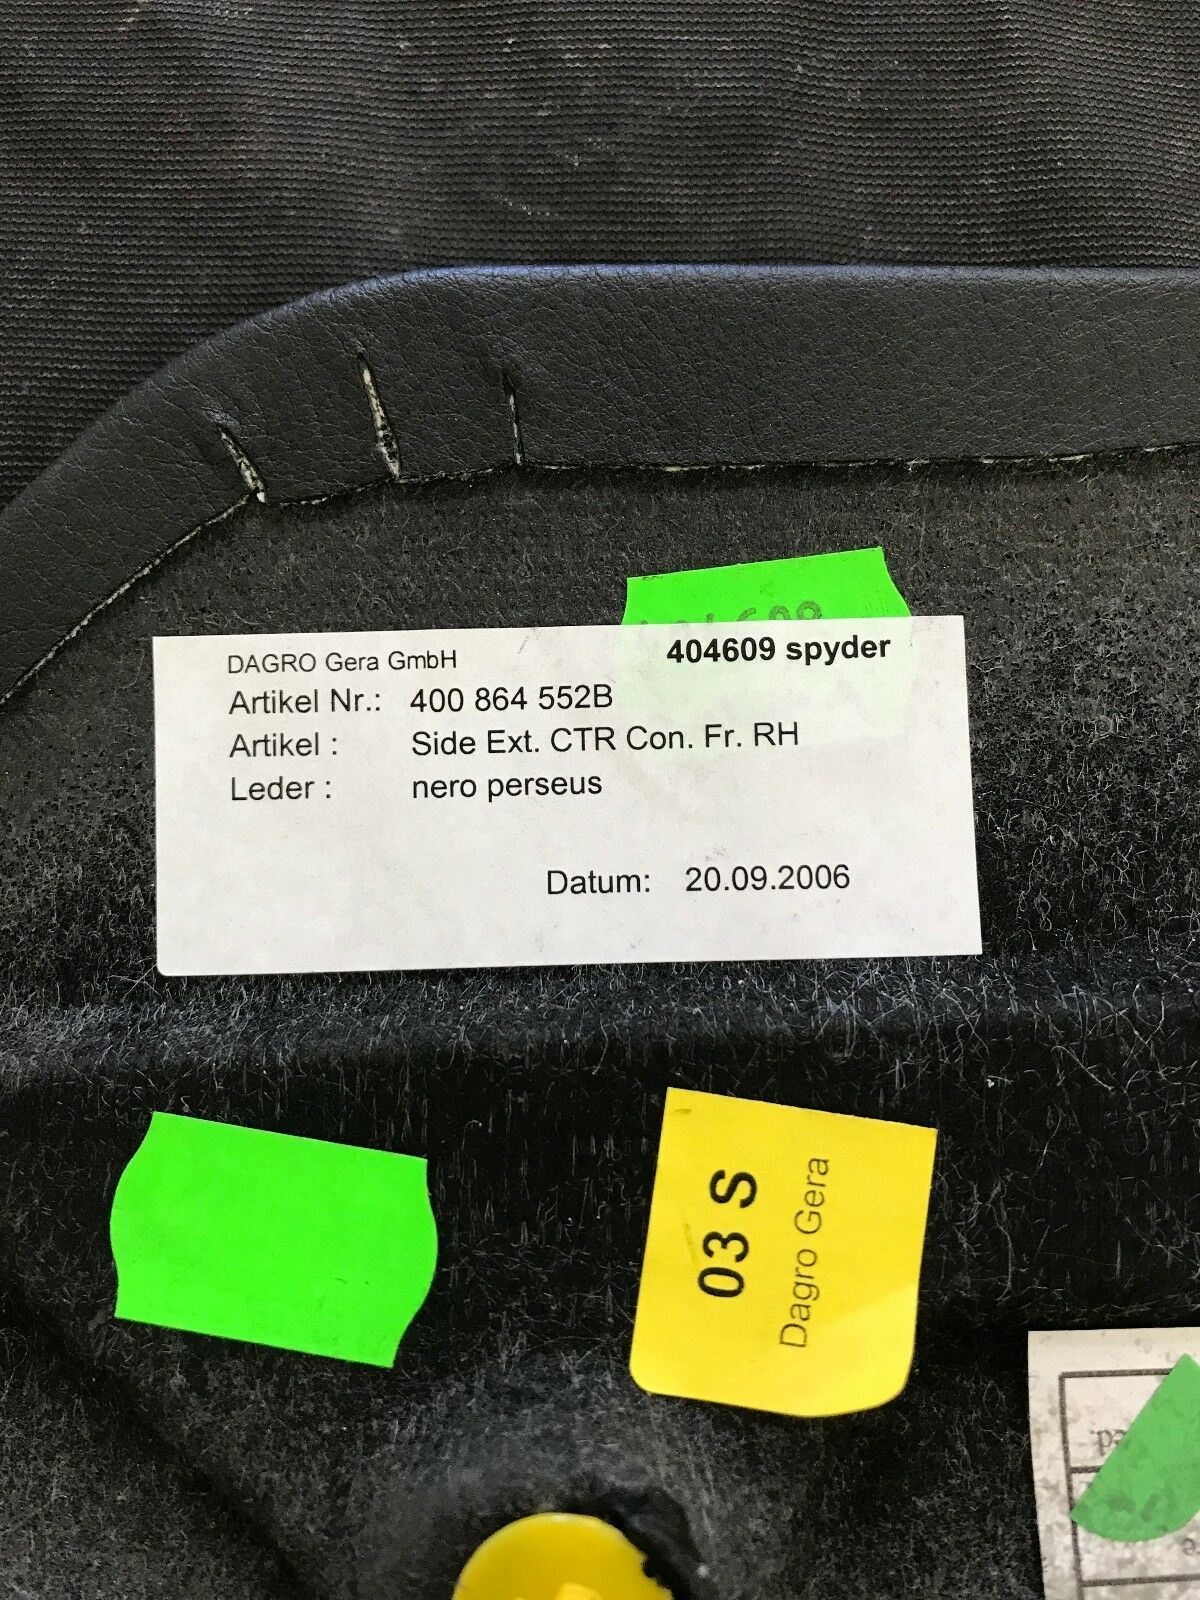 DAGRO Gera GmbH
404609 spyder
Artikel Nr.: 400 864 552B
Artikel : Side Ext. CTR Con. Fr. RH
Leder : nero perseus
Datum: 20.09.2006
03 S
Dagro Gera